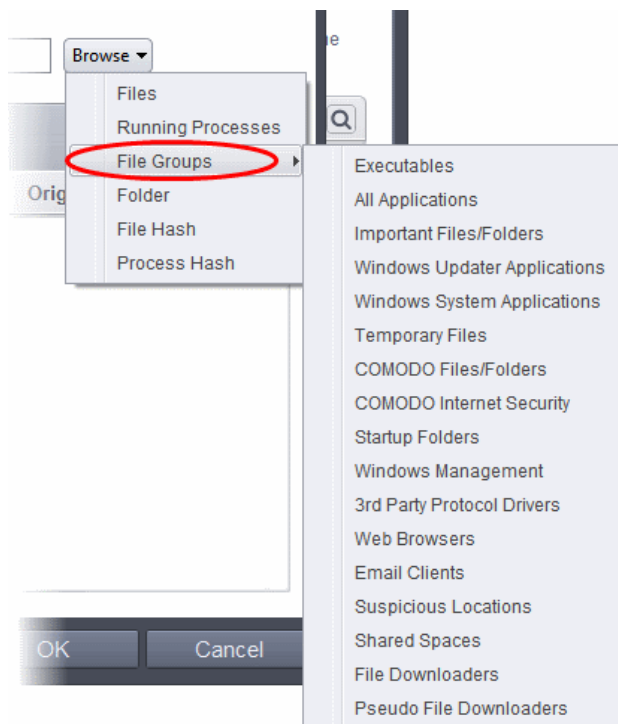 Browse
Files
Running Processes
File Groups
Folder
File Hash
Process Hash
Executables
All Applications
Important Files/Folders
Windows Updater Applications
Windows System Applications
Temporary Files
COMODO Files/Folders
COMODO Internet Security
Startup Folders
Windows Management
3rd Party Protocol Drivers
Web Browsers
Email Clients
Suspicious Locations
Shared Spaces
File Downloaders
Pseudo File Downloaders
Orig
OK
Cancel